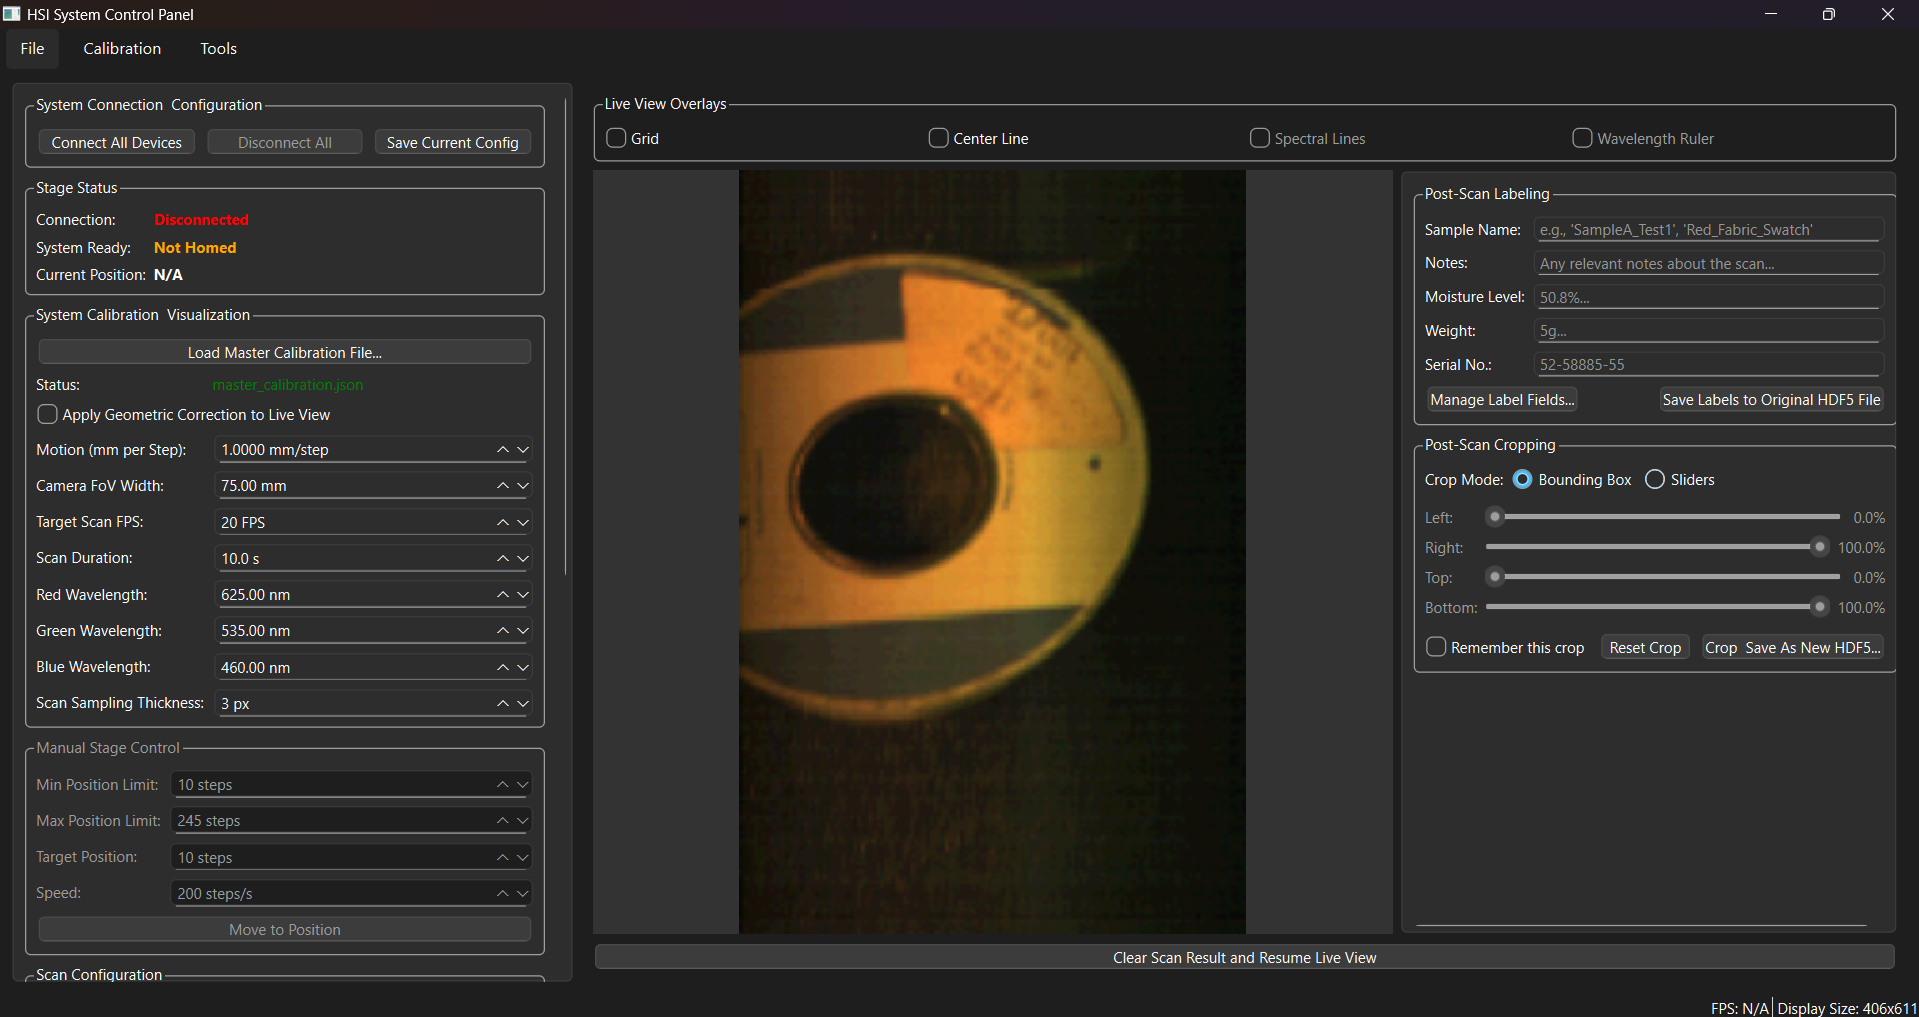 HSI System Control Panel
File Calibration Tools
System Connection Configuration
Connect All Devices Disconnect All Save Current Config
Stage Status
Connection: Disconnected
System Ready: Not Homed
Current Position: N/A
System Calibration Visualization
Load Master Calibration File...
Status: master_calibration.json
Apply Geometric Correction to Live View
Motion (mm per Step): 1.0000 mm/step
Camera FoV Width: 75.00 mm
Target Scan FPS: 20 FPS
Scan Duration: 10.0 s
Red Wavelength: 625.00 nm
Green Wavelength: 535.00 nm
Blue Wavelength: 460.00 nm
Scan Sampling Thickness: 3 px
Manual Stage Control
Min Position Limit: 10 steps
Max Position Limit: 245 steps
Target Position: 10 steps
Speed: 200 steps/s
Move to Position
Scan Configuration
Live View Overlays
Grid Center Line Spectral Lines Wavelength Ruler
Post-Scan Labeling
Sample Name: e.g., 'SampleA_Test1', 'Red_Fabric_Swatch'
Notes: Any relevant notes about the scan...
Moisture Level: 50.8%...
Weight: 5g...
Serial No.: 52-58885-55
Manage Label Fields... Save Labels to Original HDF5 File
Post-Scan Cropping
Crop Mode: Bounding Box Sliders
Left: 0.0%
Right: 100.0%
Top: 0.0%
Bottom: 100.0%
Remember this crop Reset Crop Crop Save As New HDF5...
Clear Scan Result and Resume Live View
FPS: N/A Display Size: 406x611